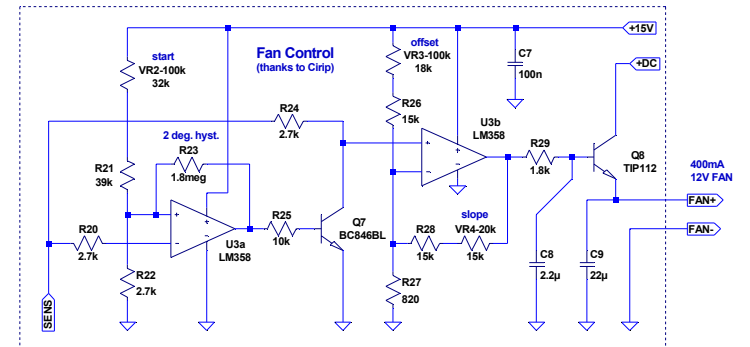 +15V
start
VR2-100k
32k
Fan Control
(thanks to Cirip)
offset
VR3-100k
18k
C7
100n
+DC
R24
2.7k
R26
15k
U3b
LM358
2 deg. hyst.
R23
1.8meg
R21
39k
R29
1.8k
Q8
TIP112
400mA
12V FAN
FAN+
Q7
BC846BL
R20
2.7k
U3a
LM358
R25
10k
slope
VR4-20k
15k
R28
15k
FAN-
R22
2.7k
R27
820
C8
2.2µ
C9
22µ
SENS
+
-
+
-